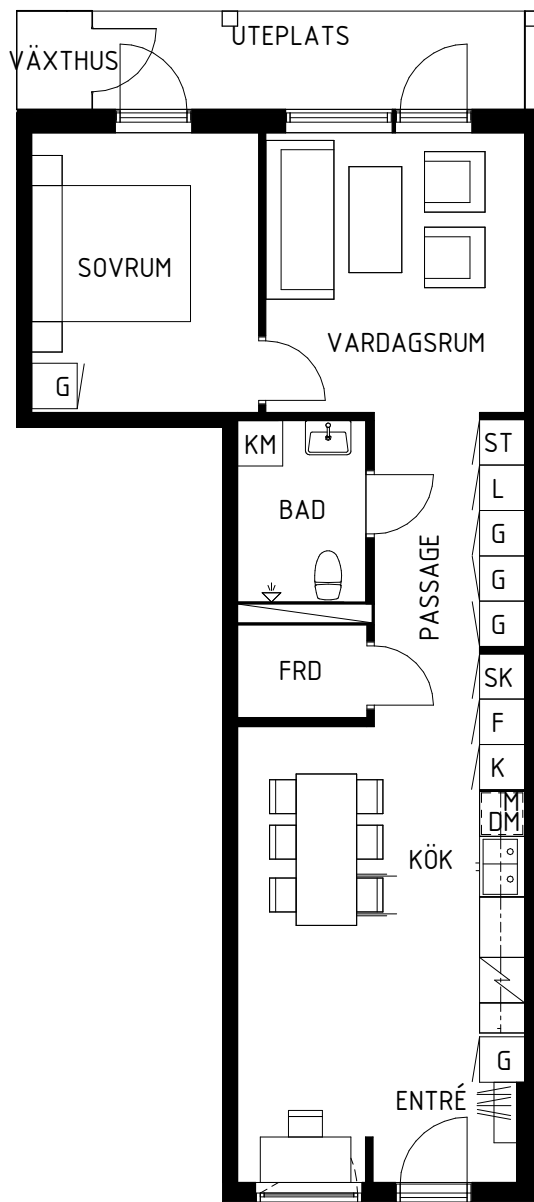 UTEPLATS
VÄXTHUS
SOVRUM
VARDAGSRUM
G
KM
ST
L
BAD
G
PASSAGE
G
G
FRD
SK
F
K
M
DM
KÖK
G
ENTRÉ